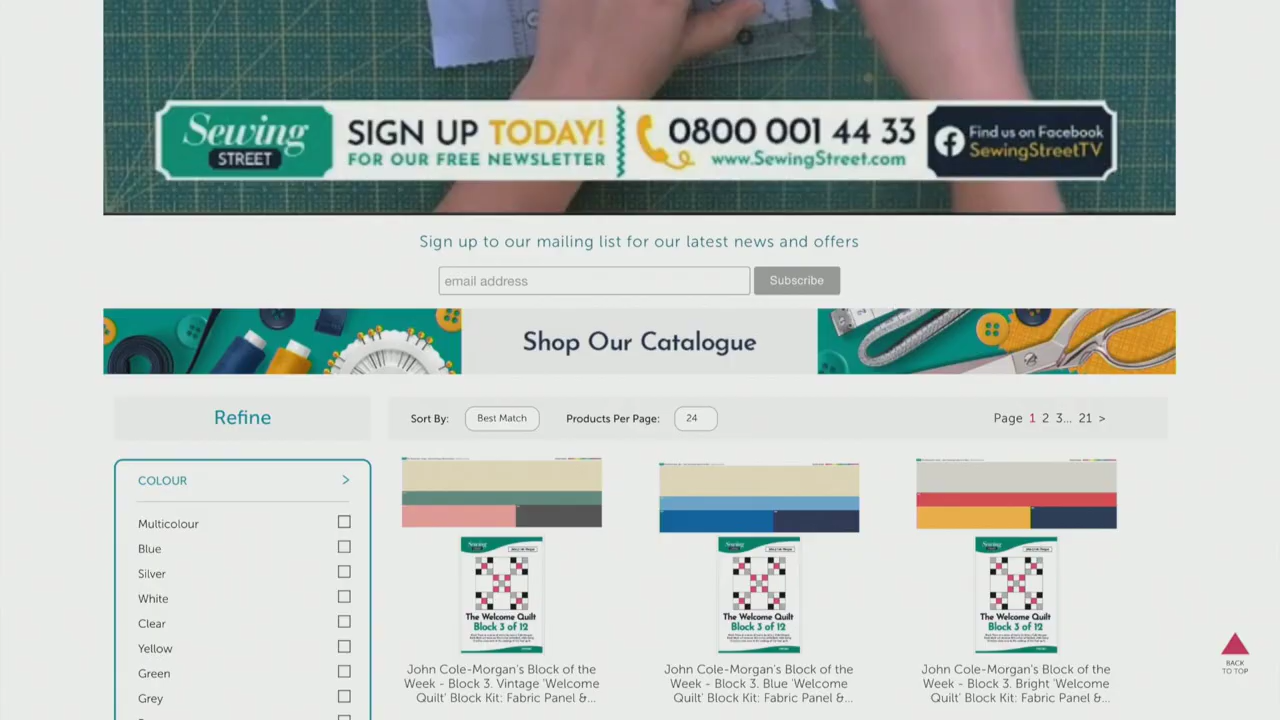 Sewing
STREET
SIGN UP TODAY!
FOR OUR FREE NEWSLETTER
0800 001 44 33
www.SewingStreet.com
Find us on Facebook
SewingStreetTV
Sign up to our mailing list for our latest news and offers
email address
Subscribe
Shop Our Catalogue
Refine
Sort By:
Best Match
Products Per Page:
24
Page 1 2 3... 21 >
COLOUR >
Multicolour
Blue
Silver
White
Clear
Yellow
Green
Grey
Sewing
The Welcome Quilt
Block 3 of 12
John Cole-Morgan's Block of the
Week - Block 3. Vintage 'Welcome
Quilt' Block Kit: Fabric Panel &...
Sewing
The Welcome Quilt
Block 3 of 12
John Cole-Morgan's Block of the
Week - Block 3. Blue 'Welcome
Quilt' Block Kit: Fabric Panel &...
Sewing
The Welcome Quilt
Block 3 of 12
John Cole-Morgan's Block of the
Week - Block 3. Bright 'Welcome
Quilt' Block Kit: Fabric Panel &...
BACK
TO TOP